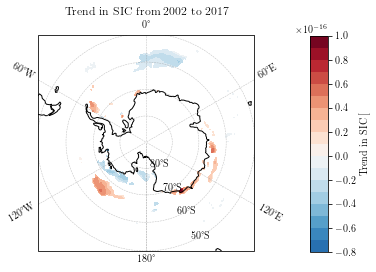 Trend in SIC from 2002 to 2017
0°
×10⁻¹⁶
60°W
60°E
1.0
0.8
0.6
0.4
0.2
0.0
−0.2
−0.4
−0.6
−0.8
Trend in SIC [
80°S
70°S
60°S
50°S
120°W
120°E
180°